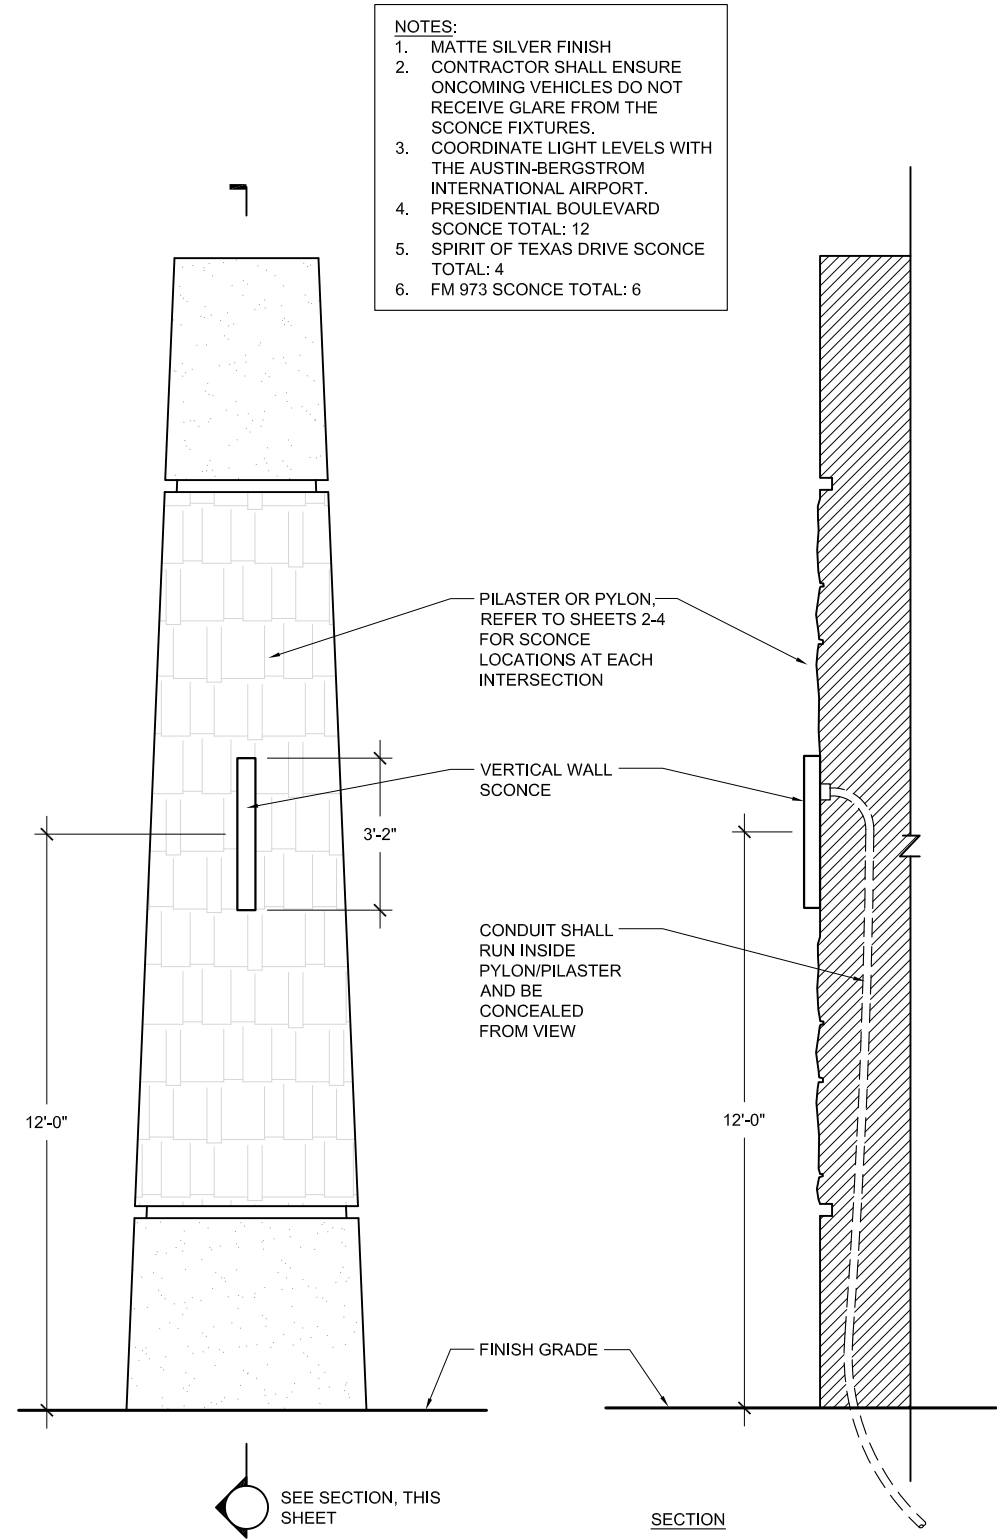 NOTES:
1. MATTE SILVER FINISH
2. CONTRACTOR SHALL ENSURE
ONCOMING VEHICLES DO NOT
RECEIVE GLARE FROM THE
SCONCE FIXTURES.
3. COORDINATE LIGHT LEVELS WITH
THE AUSTIN-BERGSTROM
INTERNATIONAL AIRPORT.
4. PRESIDENTIAL BOULEVARD
SCONCE TOTAL: 12
5. SPIRIT OF TEXAS DRIVE SCONCE
TOTAL: 4
6. FM 973 SCONCE TOTAL: 6
PILASTER OR PYLON,
REFER TO SHEETS 2-4
FOR SCONCE
LOCATIONS AT EACH
INTERSECTION
VERTICAL WALL
SCONCE
3'-2"
CONDUIT SHALL
RUN INSIDE
PYLON/PILASTER
AND BE
CONCEALED
FROM VIEW
12'-0"
12'-0"
FINISH GRADE
SEE SECTION, THIS
SHEET
SECTION